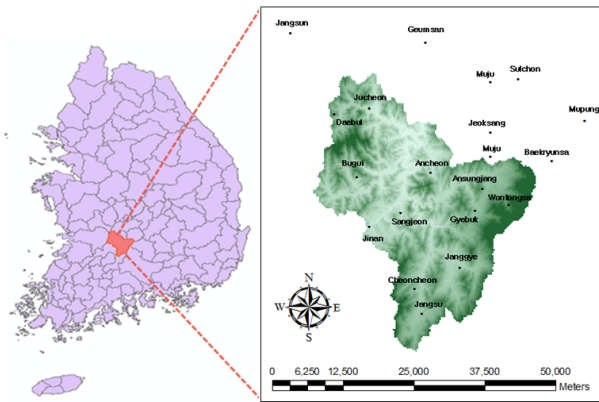 Jangsun
Geumsan
Muju
Sulchon
Jucheon
Mupung
Daebul
Jeoksang
Muju
Baekryunsa
Bugui
Ancheon
Ansungjang
Wontongsa
Sangjeon
Gyebuk
Jinan
Janggye
Cheoncheon
Jangsu
N
W E
S
0 6,250 12,500 25,000 37,500 50,000
Meters